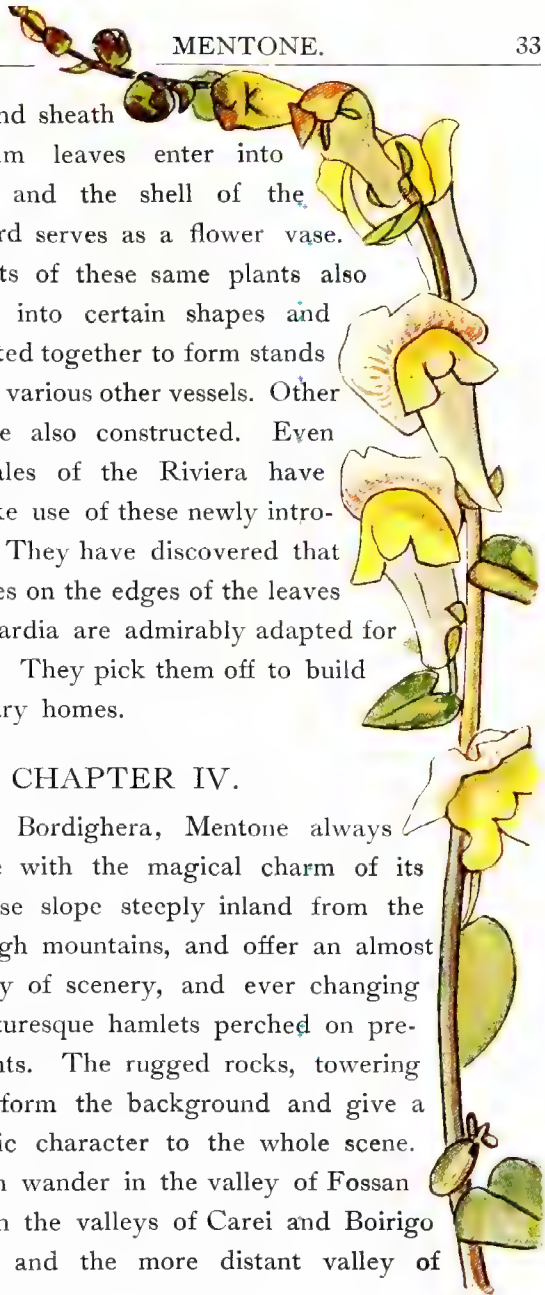 MENTONE. 33
nd sheath
m leaves enter into
and the shell of the
rd serves as a flower vase.
ts of these same plants also
into certain shapes and
ted together to form stands
various other vessels. Other
e also constructed. Even
ales of the Riviera have
ke use of these newly intro-
They have discovered that
es on the edges of the leaves
ardia are admirably adapted for
They pick them off to build
ary homes.
CHAPTER IV.
Bordighera, Mentone always
e with the magical charm of its
se slope steeply inland from the
gh mountains, and offer an almost
y of scenery, and ever changing
turesque hamlets perched on pre-
nts. The rugged rocks, towering
form the background and give a
ic character to the whole scene.
n wander in the valley of Fossan
n the valleys of Carei and Boirigo
and the more distant valley of